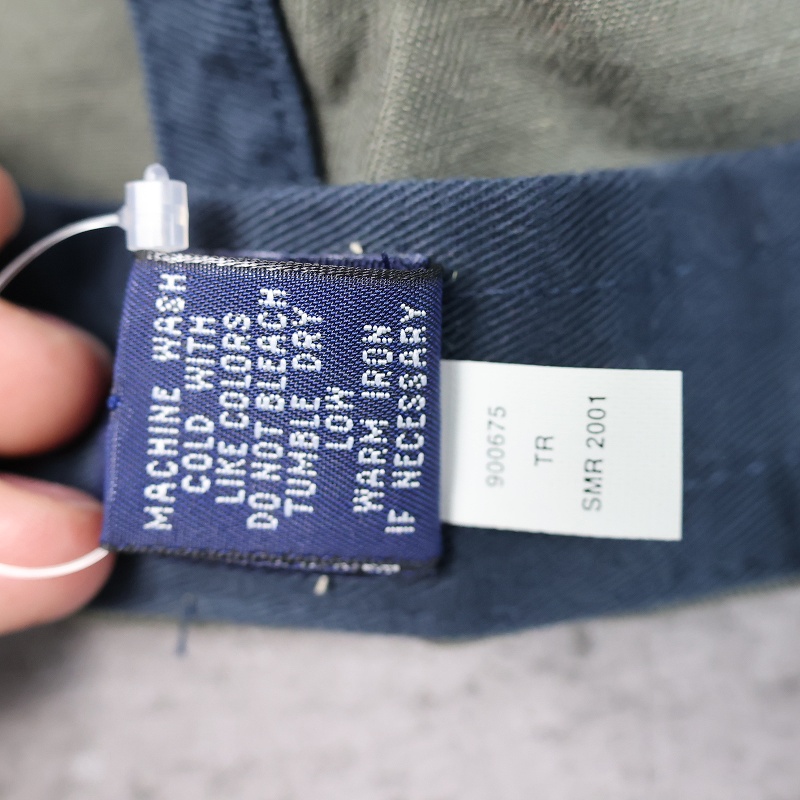 MACHINE WASH
COLD WITH
LIKE COLORS
DO NOT BLEACH
TUMBLE DRY
LOW
WARM IRON
IF NECESSARY
900675
TR
SMR 2001